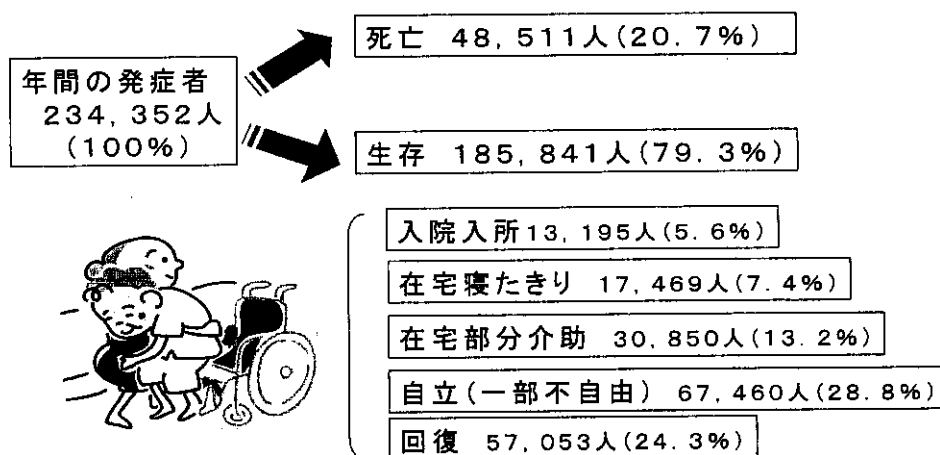 死亡 48,511人(20.7%)
年間の発症者
234,352人
(100%)
生存 185,841人(79.3%)
入院入所13,195人(5.6%)
在宅寝たきり 17,469人(7.4%)
在宅部分介助 30,850人(13.2%)
自立(一部不自由) 67,460人(28.8%)
回復 57,053人(24.3%)